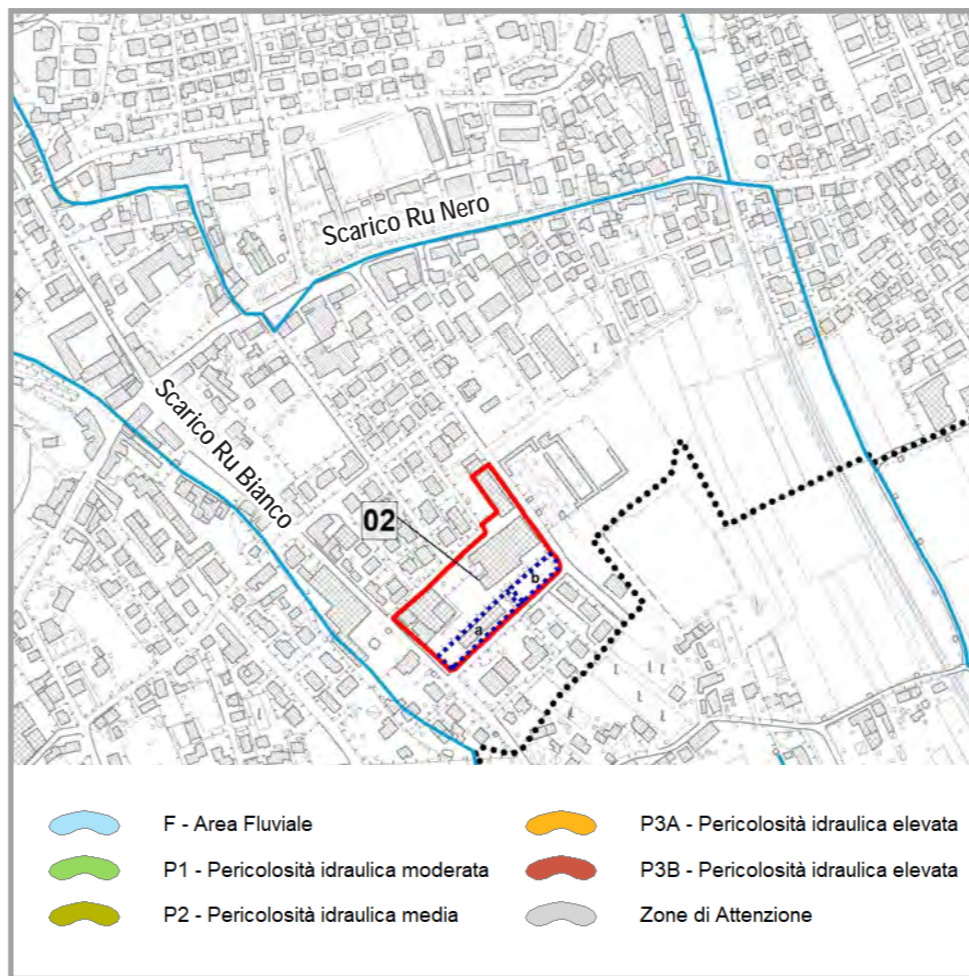 Scarico Ru Nero
Scarico Ru Bianco
02
b
a
F - Area Fluviale
P1 - Pericolosità idraulica moderata
P2 - Pericolosità idraulica media
P3A - Pericolosità idraulica elevata
P3B - Pericolosità idraulica elevata
Zone di Attenzione